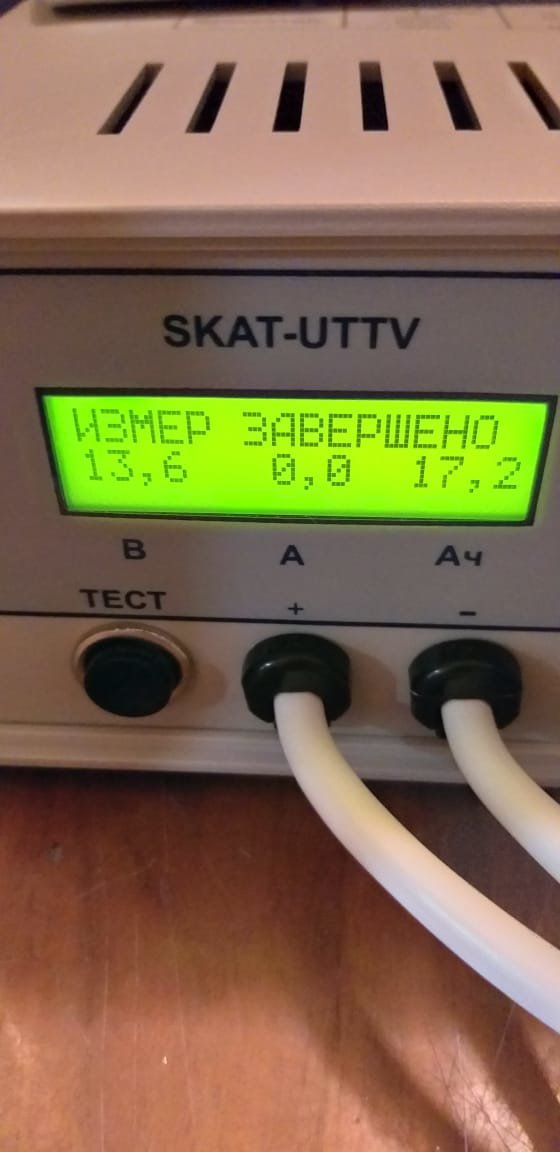 SKAT-UTTV
ИЗМЕР ЗАВЕРШЕНО
13,6 0,0 17,2
В А Ач
ТЕСТ + −